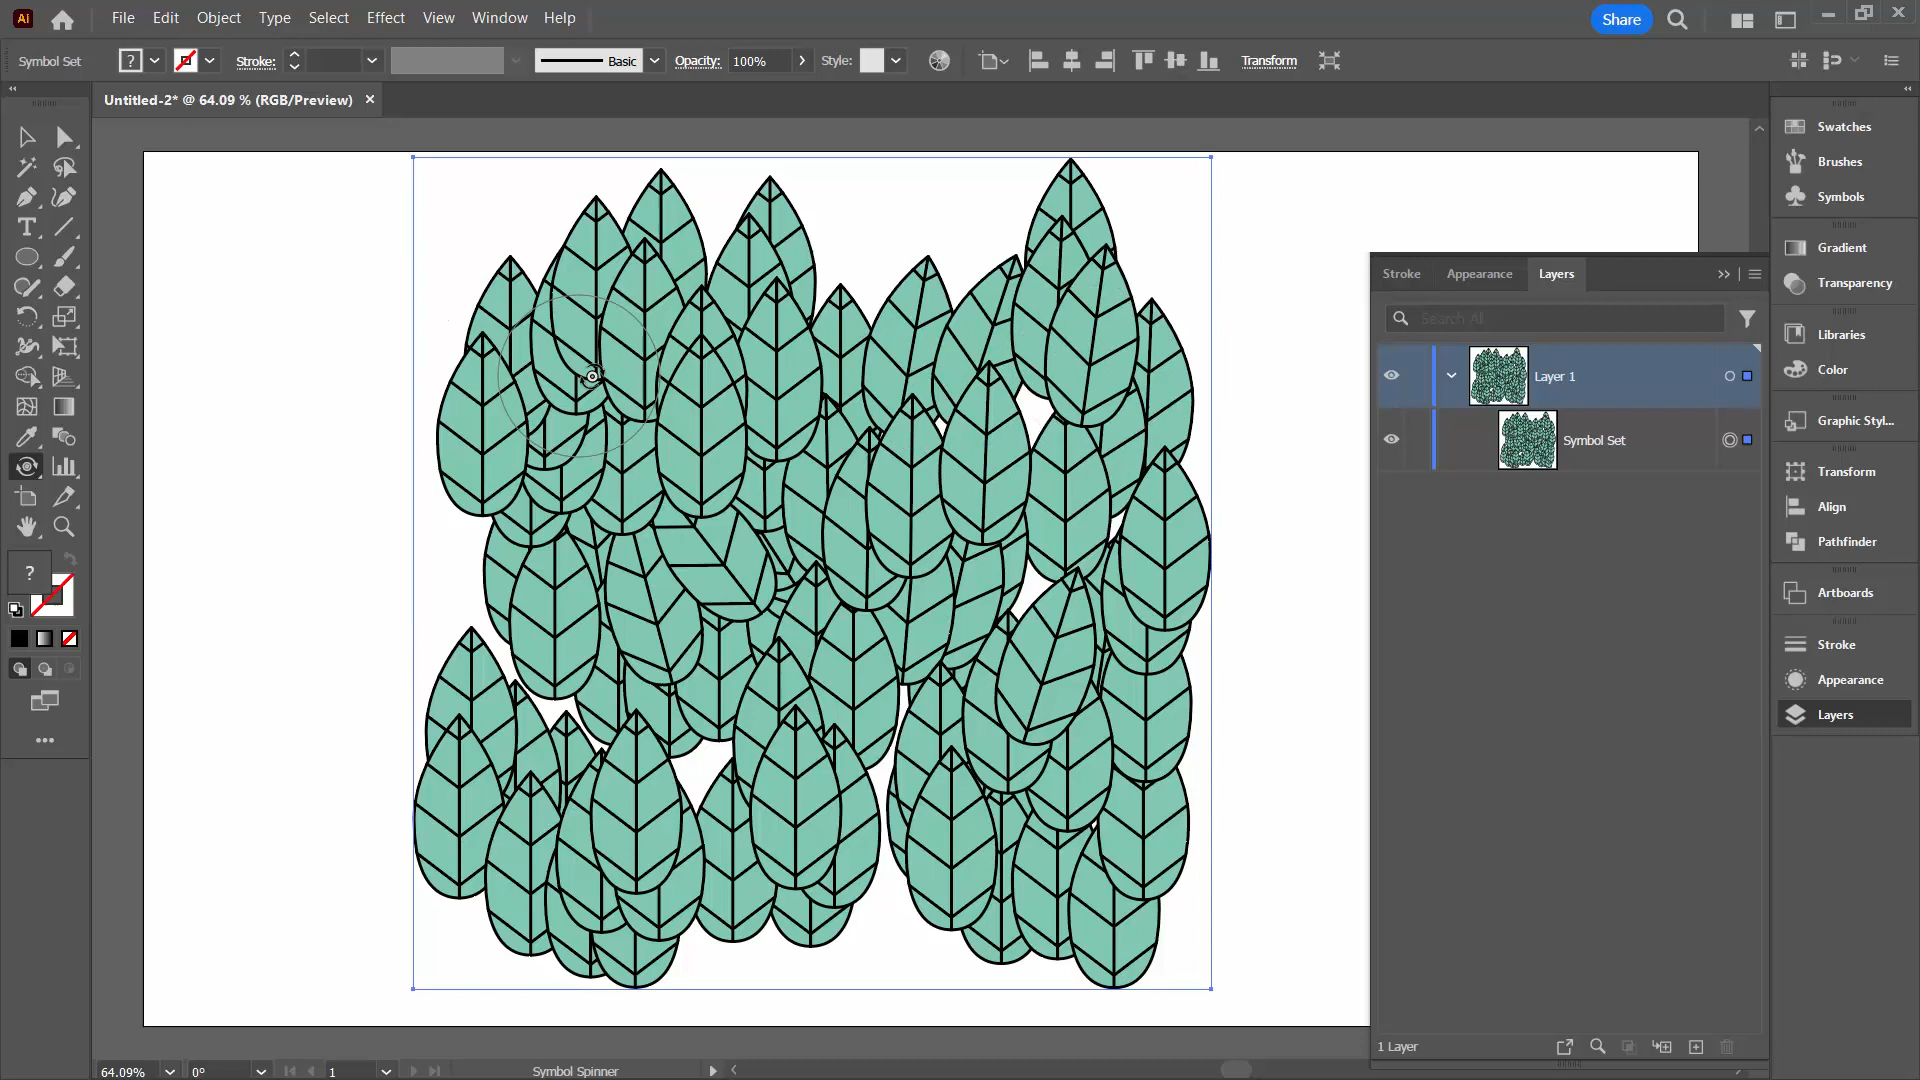 Ai
File Edit Object Type Select Effect View Window Help
Share
Symbol Set
?
Stroke:
Basic
Opacity: 100%
Style:
Transform
Untitled-2* @ 64.09 % (RGB/Preview) ×
Swatches
Brushes
Symbols
Gradient
Transparency
Libraries
Color
Graphic Styl...
Transform
Align
Pathfinder
Artboards
Stroke
Appearance
Layers
Stroke Appearance Layers
Search All
Layer 1
Symbol Set
1 Layer
T
?
64.09% 0° 1 Symbol Spinner